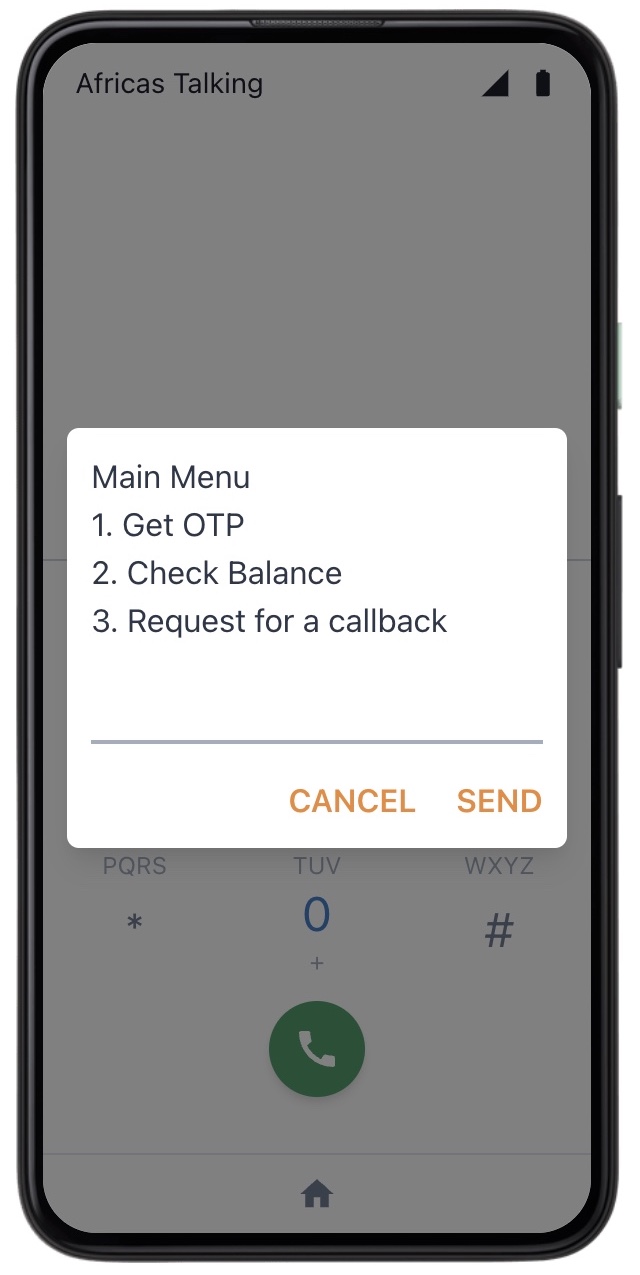 Africas Talking
Main Menu
1. Get OTP
2. Check Balance
3. Request for a callback
CANCEL SEND
PQRS TUV WXYZ
* 0 #
+